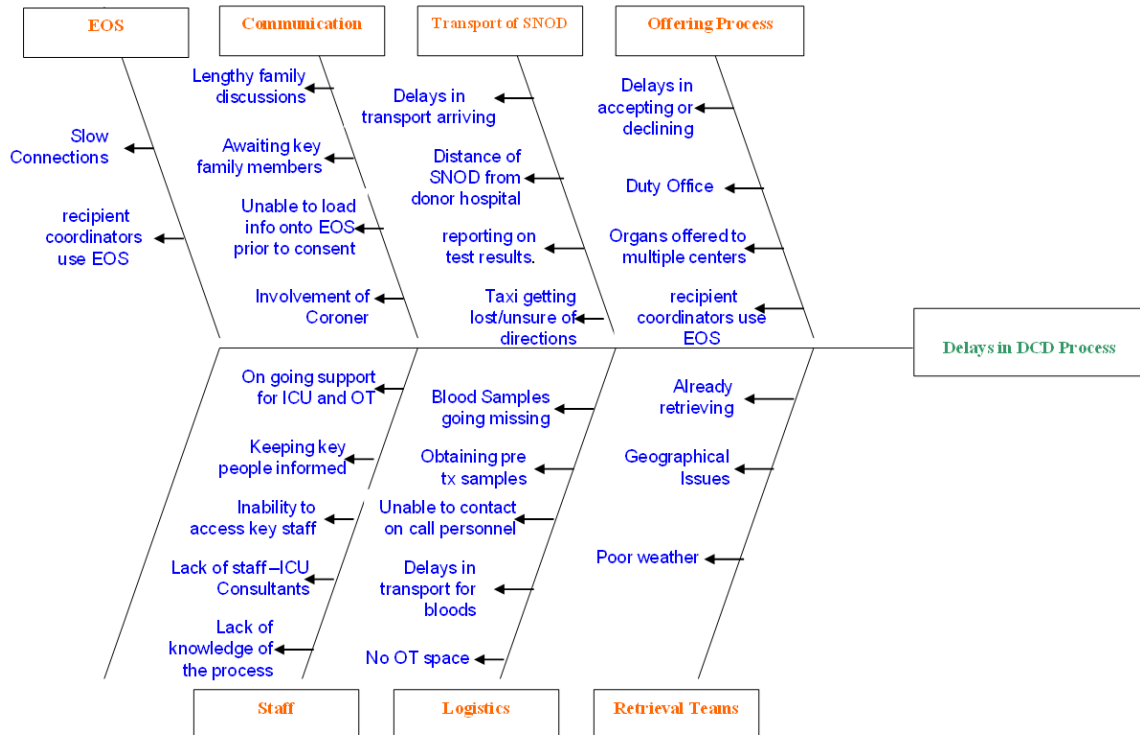 EOS
Communication
Transport of SNOD
Offering Process
Slow
Connections
recipient
coordinators
use EOS
Lengthy family
discussions
Awaiting key
family members
Unable to load
info onto EOS
prior to consent
Involvement of
Coroner
Delays in
transport arriving
Distance of
SNOD from
donor hospital
reporting on
test results.
Taxi getting
lost/unsure of
directions
Delays in
accepting or
declining
Duty Office
Organs offered to
multiple centers
recipient
coordinators use
EOS
Delays in DCD Process
On going support
for ICU and OT
Keeping key
people informed
Inability to
access key staff
Lack of staff–ICU
Consultants
Lack of
knowledge of
the process
Blood Samples
going missing
Obtaining pre
tx samples
Unable to contact
on call personnel
Delays in
transport for
bloods
No OT space
Already
retrieving
Geographical
Issues
Poor weather
Staff
Logistics
Retrieval Teams